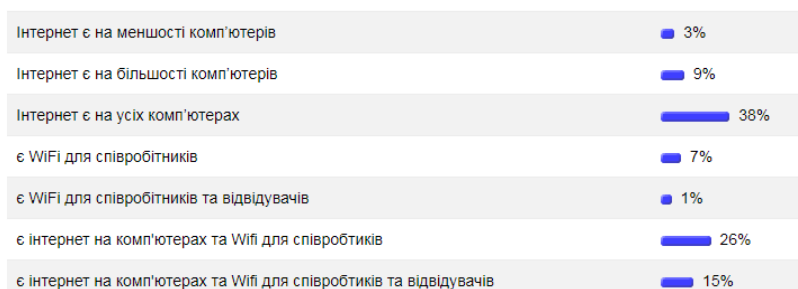 Інтернет є на меншості комп'ютерів 3%
Інтернет є на більшості комп'ютерів 9%
Інтернет є на усіх комп'ютерах 38%
є WiFi для співробітників 7%
є WiFi для співробітників та відвідувачів 1%
є інтернет на комп'ютерах та Wifi для співробтиків 26%
є інтернет на комп'ютерах та Wifi для співробтиків та відвідувачів 15%